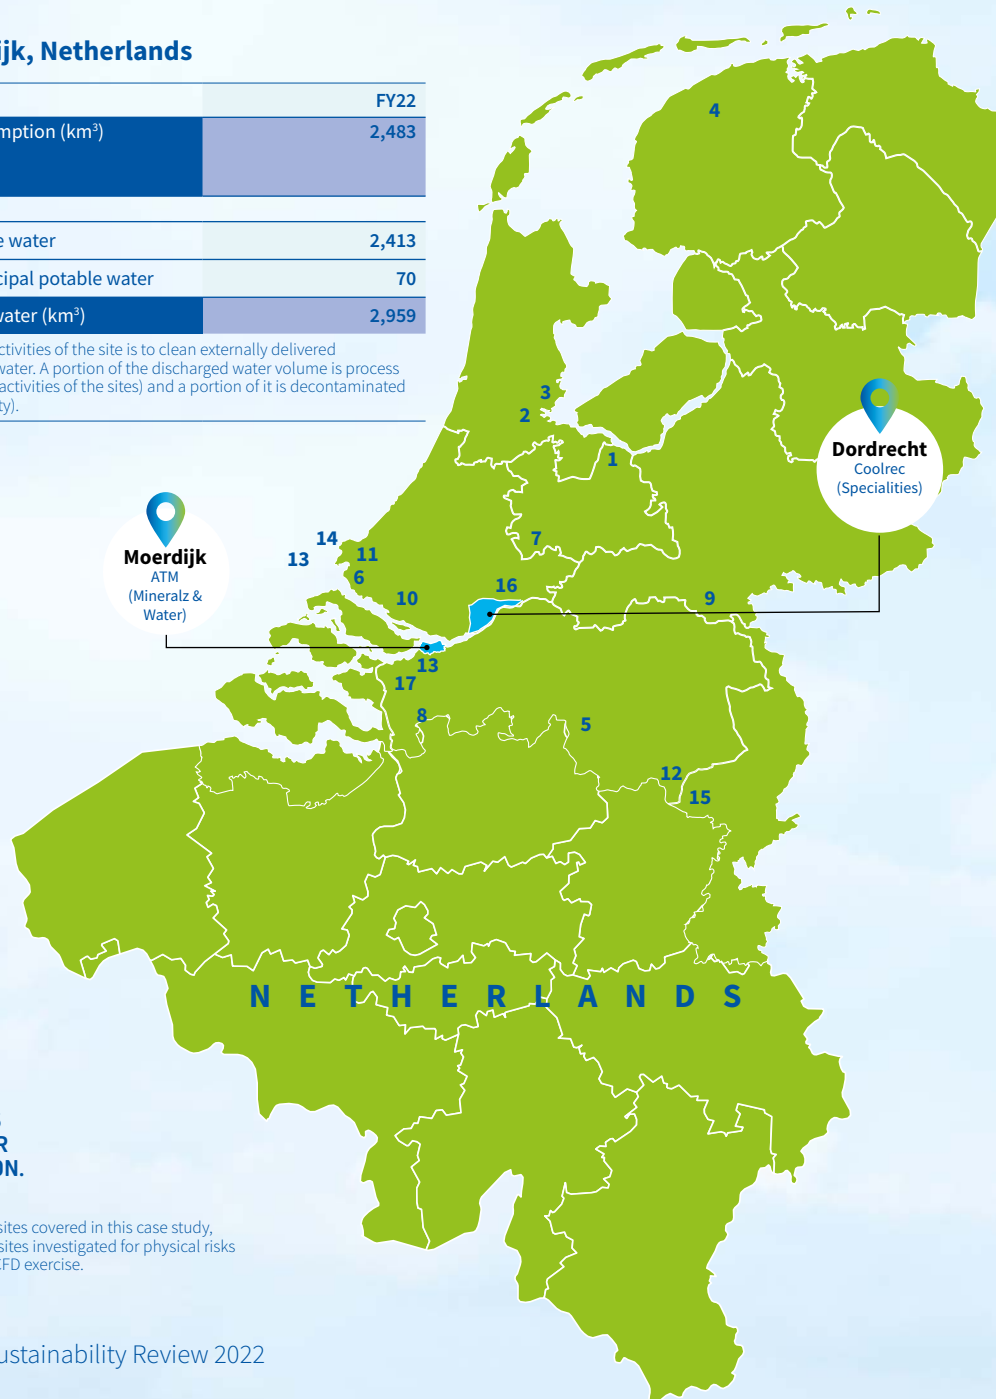 ijk, Netherlands
FY22
mption (km³) 2,483
e water 2,413
cipal potable water 70
water (km³) 2,959
ctivities of the site is to clean externally delivered
water. A portion of the discharged water volume is process
activities of the sites) and a portion of it is decontaminated
ty).
4
3
2
1
Dordrecht
Coolrec
(Specialities)
14
13
11
7
6
Moerdijk
ATM
(Mineralz &
Water)
16
10
9
13
17
8
5
12
15
NETHERLANDS
R
ON.
sites covered in this case study,
sites investigated for physical risks
CFD exercise.
ustainability Review 2022